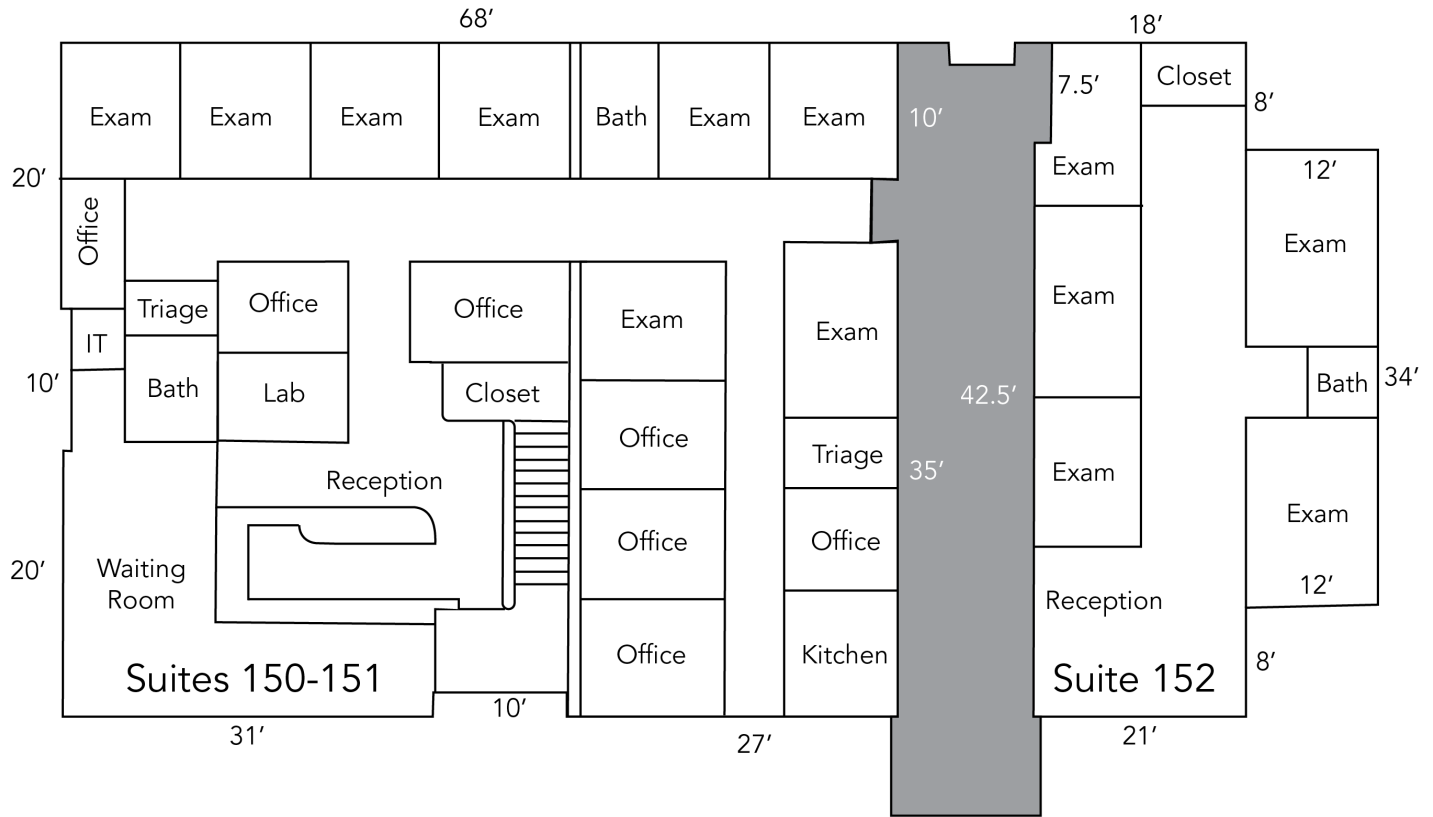 68′
18′
Exam
Exam
Exam
Exam
Bath
Exam
Exam
10′
7.5′
Closet
8′
20′
Exam
12′
Office
Exam
Triage
Office
Office
Exam
Exam
Exam
IT
10′
Bath
Lab
Closet
42.5′
Bath
34′
Office
Triage
35′
Exam
Reception
Exam
20′
Waiting
Room
Office
Office
Reception
12′
Office
Kitchen
8′
Suites 150-151
Suite 152
10′
31′
27′
21′